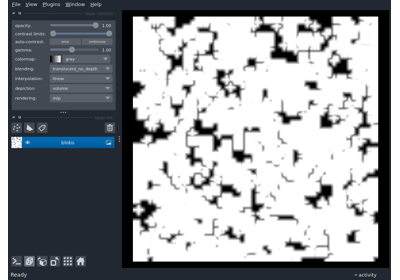 File View Plugins Window Help
opacity: 1.00
contrast limits:
auto-contrast: once continuous
gamma: 1.00
colormap: gray
blending: translucent_no_depth
interpolation: linear
depiction: volume
rendering: mip
blobs
Ready
activity